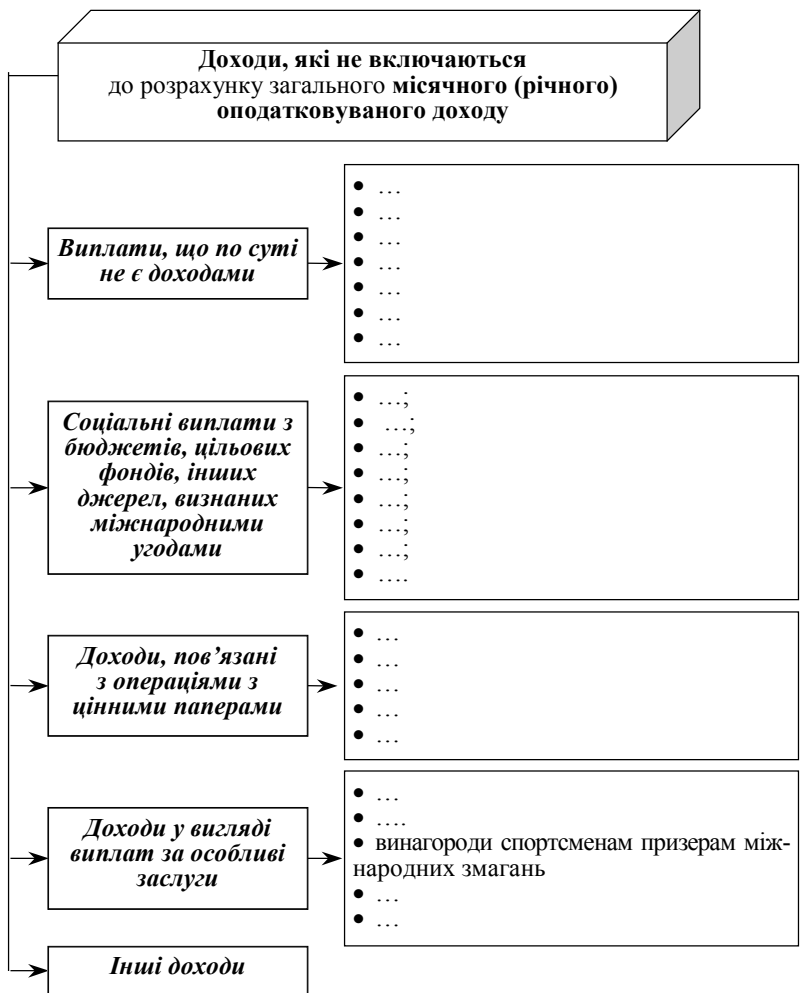 Доходи, які не включаються
до розрахунку загального місячного (річного)
оподатковуваного доходу
Виплати, що по суті
не є доходами
• …
• …
• …
• …
• …
• …
• …
Соціальні виплати з
бюджетів, цільових
фондів, інших
джерел, визнаних
міжнародними
угодами
• …;
• …;
• …;
• …;
• …;
• …;
• …;
• ….
Доходи, пов’язані
з операціями з
цінними паперами
• …
• …
• …
• …
• …
Доходи у вигляді
виплат за особливі
заслуги
• …
• ….
• винагороди спортсменам призерам між-
народних змагань
• …
• …
Інші доходи